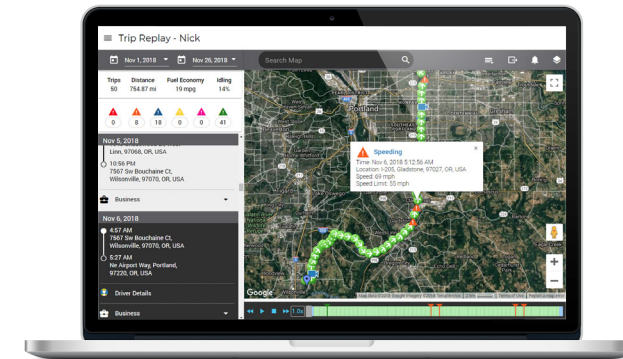 Trip Replay - Nick
Nov 1, 2018
Nov 26, 2018
Search Map
Trips Distance Fuel Economy Idling
50 754.87 mi 19 mpg 14%
0 8 18 0 0 41
Nov 5, 2018
Linn, 97068, OR, USA
10:56 PM
7567 Sw Bouchaine Ct,
Wilsonville, 97070, OR, USA
Business
Nov 6, 2018
4:57 AM
7567 Sw Bouchaine Ct,
Wilsonville, 97070, OR, USA
5:27 AM
Ne Airport Way, Portland,
97220, OR, USA
Driver Details
Business
Portland
Gresham
Speeding
Time: Nov 6, 2018 5:12:56 AM
Location: I-205, Gladstone, 97027, OR, USA
Speed: 69 mph
Speed Limit: 55 mph
Google
1.0x